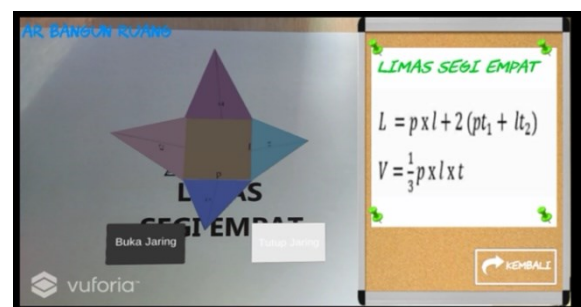 AR BANGUN RUANG
LIMAS SEGI EMPAT
L = p x l + 2 (pt₁ + lt₂)
V = 1/3 p x l x t
LIMAS
SEGI EMPAT
Buka Jaring
Tutup Jaring
KEMBALI
vuforia™